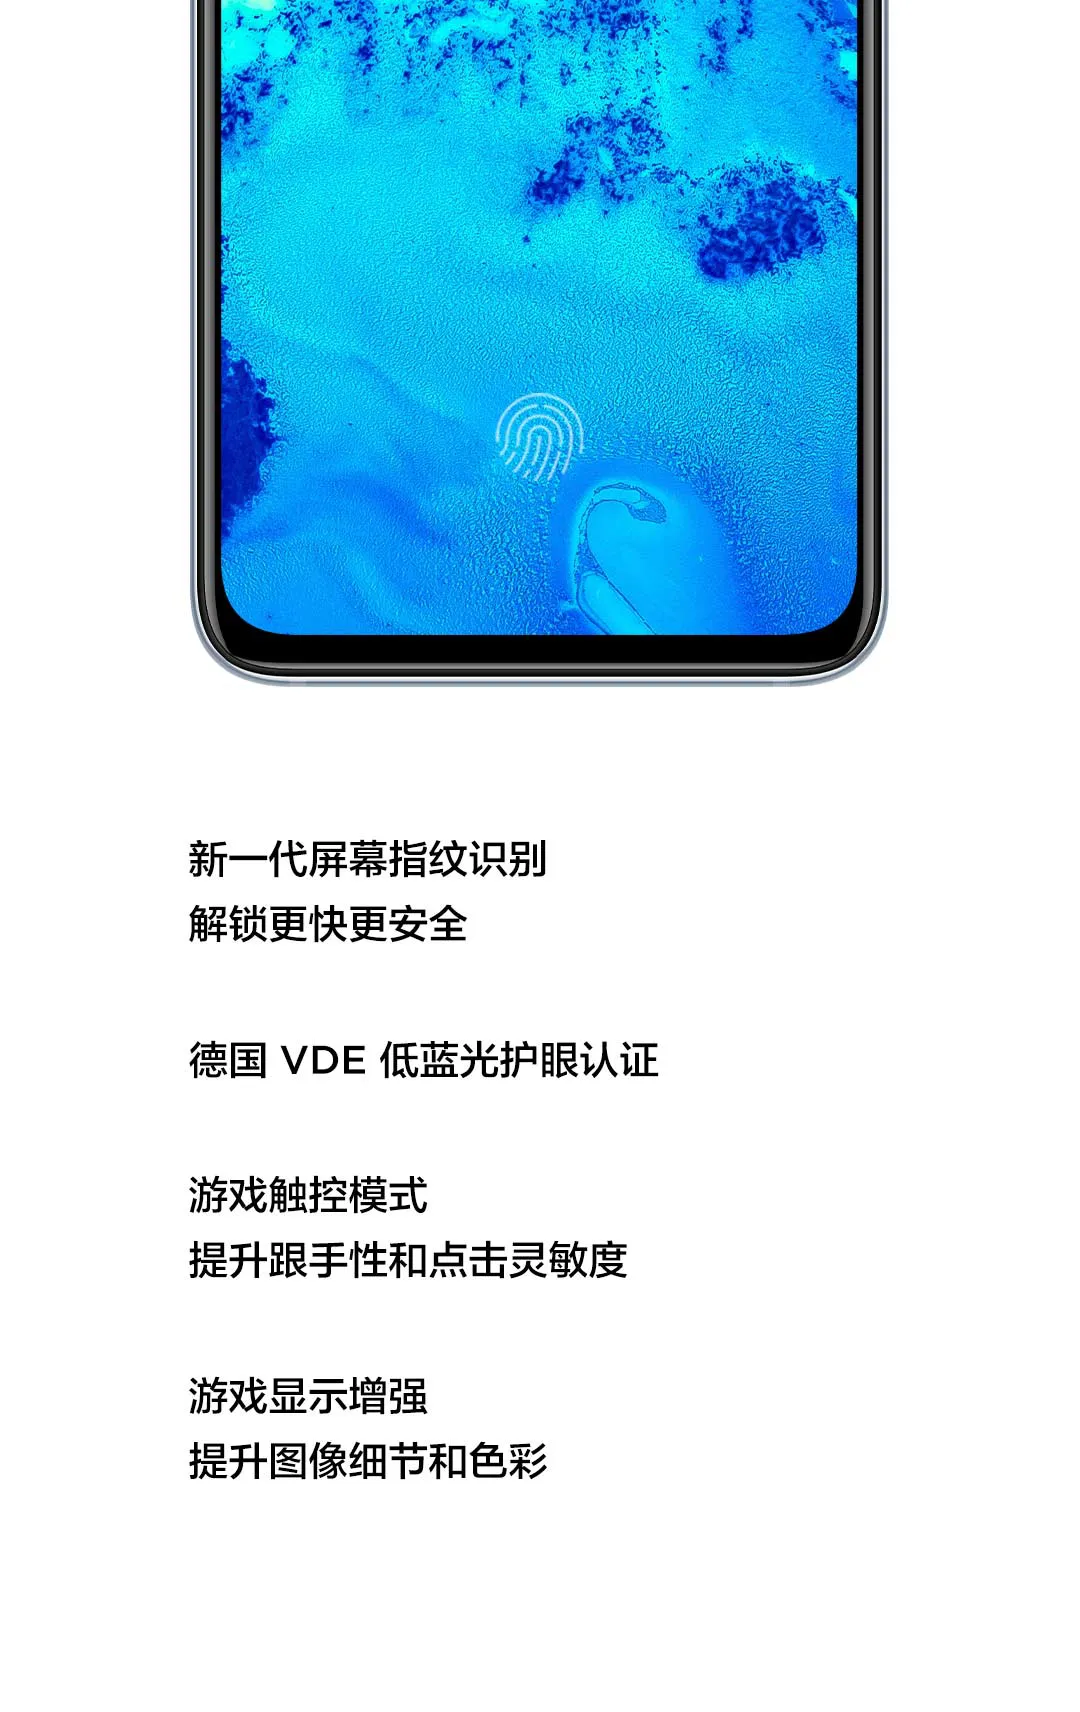 新一代屏幕指纹识别
解锁更快更安全
德国 VDE 低蓝光护眼认证
游戏触控模式
提升跟手性和点击灵敏度
游戏显示增强
提升图像细节和色彩